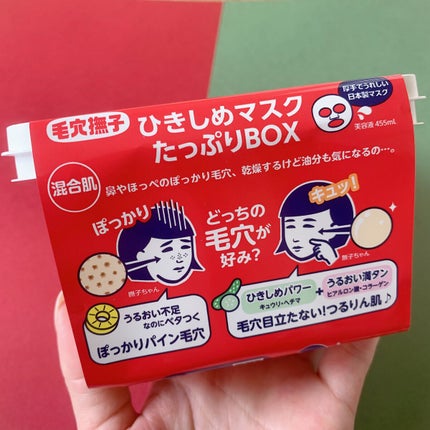 毛穴撫子
ひきしめマスク
たっぷりBOX
厚手でうれしい
日本製マスク
美容液 455mL
混合肌
鼻やほっぺのぽっかり毛穴、乾燥するけど油分も気になるの…。
ぽっかり
どっちの
毛穴が
好み?
キュッ!
撫子ちゃん
撫子ちゃん
うるおい不足
なのにベタつく
ぽっかりパイン毛穴
ひきしめパワー
キュウリ・ヘチマ
+
うるおい満タン
ヒアルロン酸・コラーゲン
毛穴目立たない!つるりん肌♪